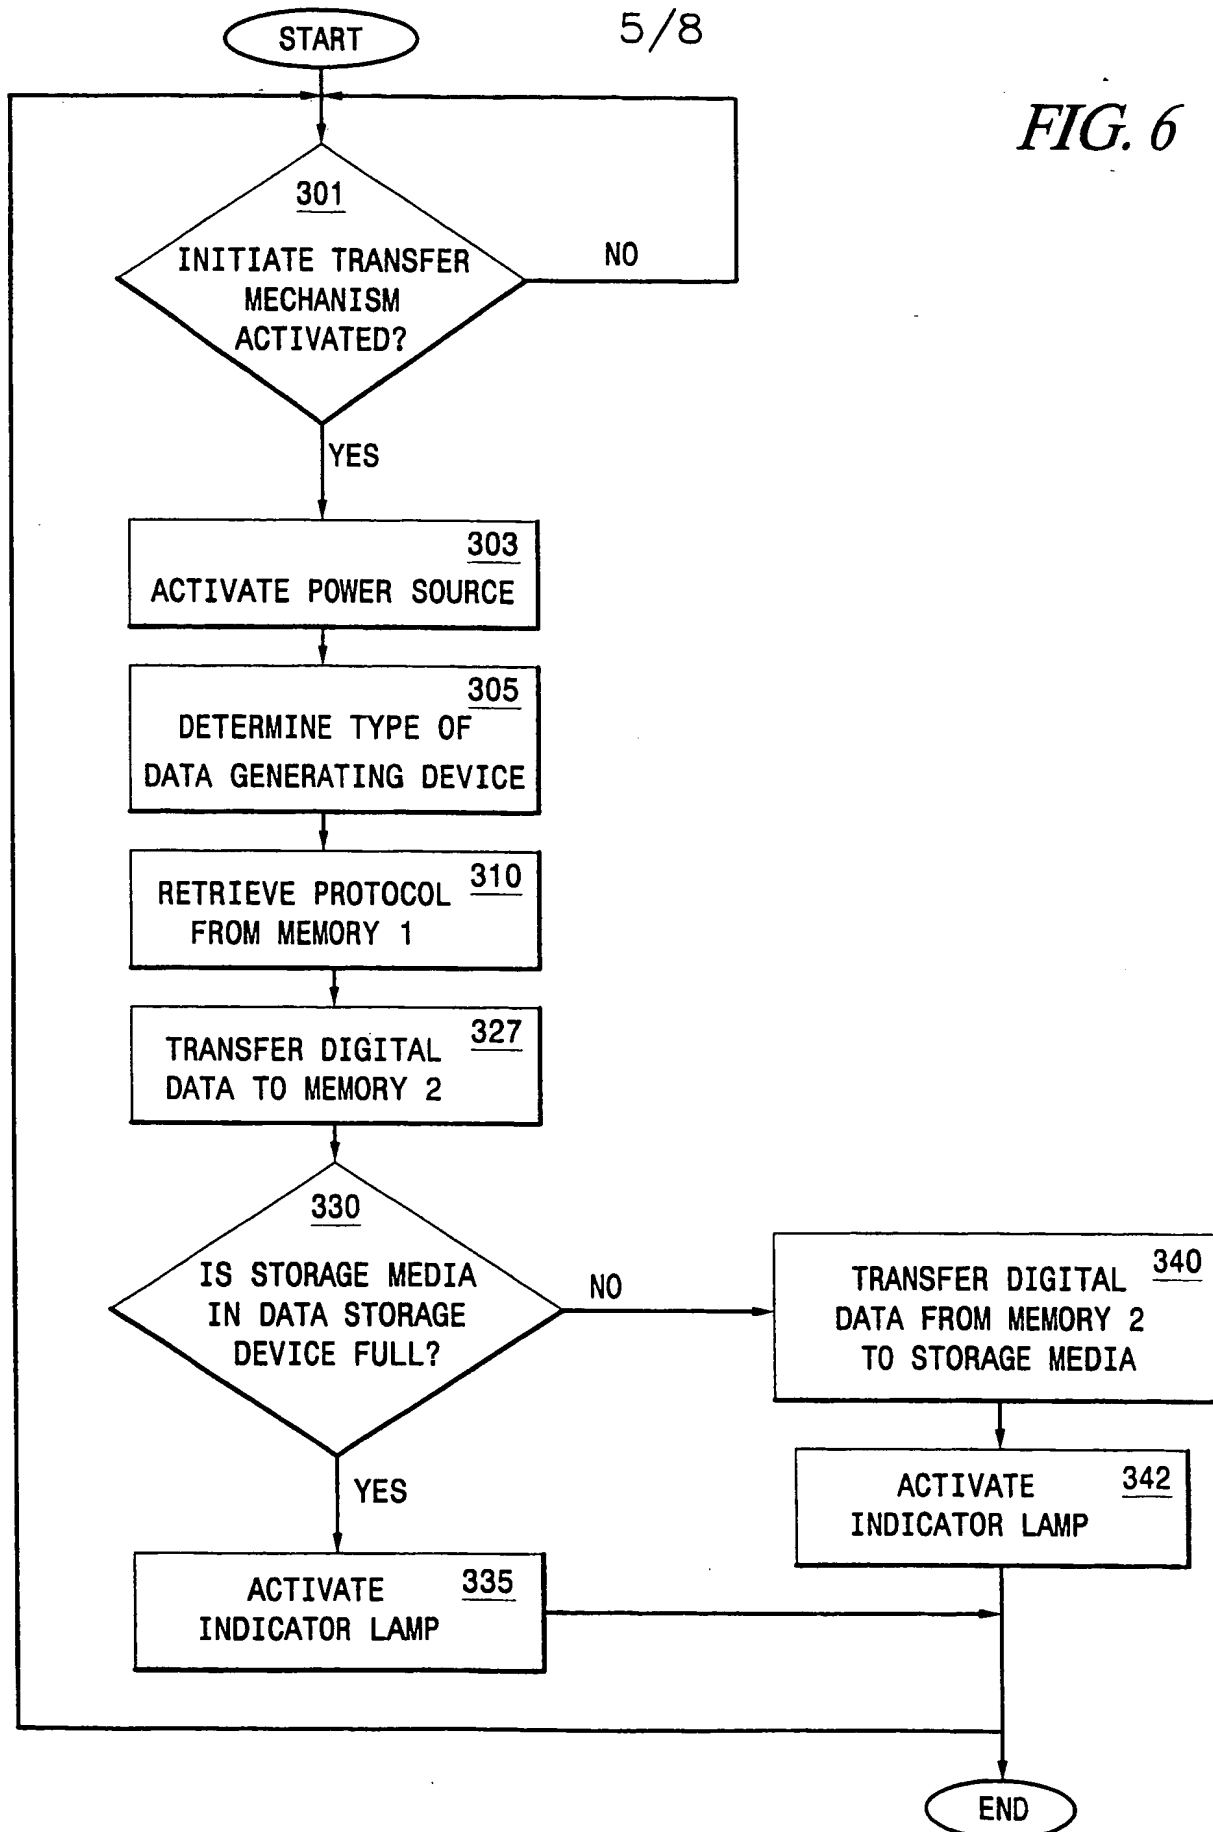 START
5/8
FIG. 6
301
INITIATE TRANSFER
MECHANISM
ACTIVATED?
NO
YES
303
ACTIVATE POWER SOURCE
305
DETERMINE TYPE OF
DATA GENERATING DEVICE
310
RETRIEVE PROTOCOL
FROM MEMORY 1
327
TRANSFER DIGITAL
DATA TO MEMORY 2
330
IS STORAGE MEDIA
IN DATA STORAGE
DEVICE FULL?
NO
340
TRANSFER DIGITAL
DATA FROM MEMORY 2
TO STORAGE MEDIA
YES
342
ACTIVATE
INDICATOR LAMP
335
ACTIVATE
INDICATOR LAMP
END